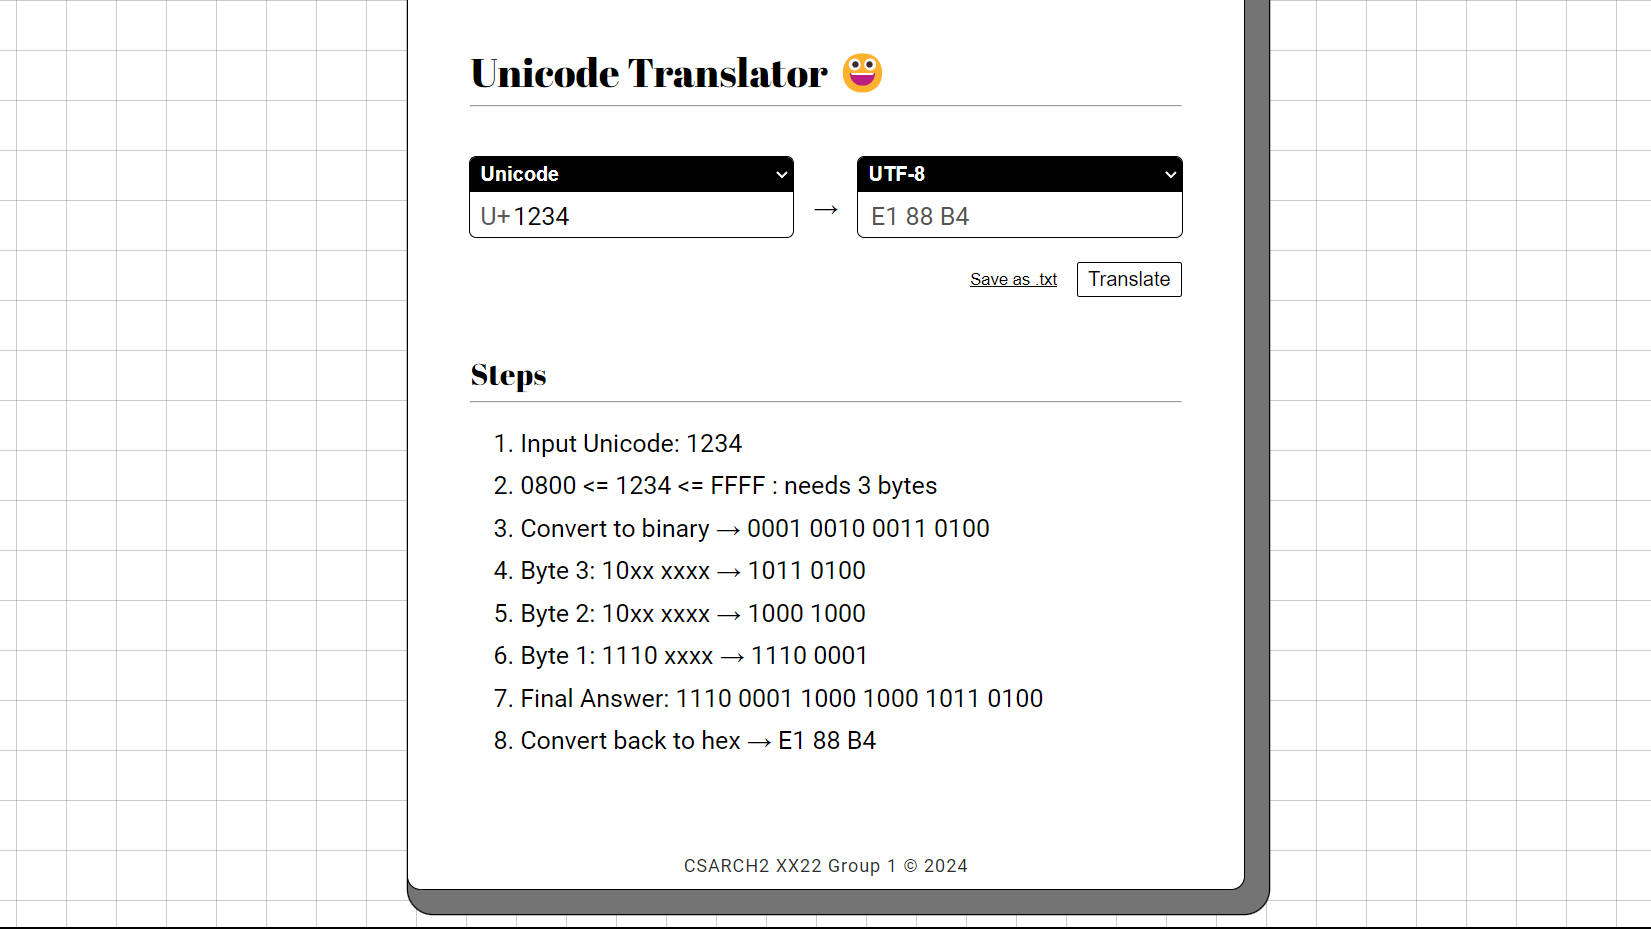 Unicode Translator
Unicode
UTF-8
U+1234
→
E1 88 B4
Save as .txt
Translate
Steps
1. Input Unicode: 1234
2. 0800 <= 1234 <= FFFF : needs 3 bytes
3. Convert to binary → 0001 0010 0011 0100
4. Byte 3: 10xx xxxx → 1011 0100
5. Byte 2: 10xx xxxx → 1000 1000
6. Byte 1: 1110 xxxx → 1110 0001
7. Final Answer: 1110 0001 1000 1000 1011 0100
8. Convert back to hex → E1 88 B4
CSARCH2 XX22 Group 1 © 2024